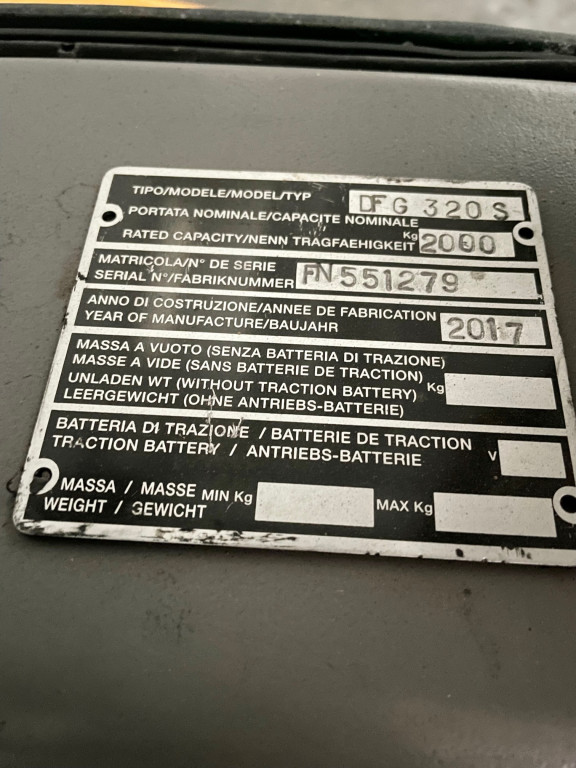 TIPO/MODELE/MODEL/TYP DFG 320S
PORTATA NOMINALE/CAPACITE NOMINALE
RATED CAPACITY/NENN TRAGFAEHIGKEIT Kg 2000
MATRICOLA/N° DE SERIE
SERIAL N°/FABRIKNUMMER FN551279
ANNO DI COSTRUZIONE/ANNEE DE FABRICATION
YEAR OF MANUFACTURE/BAUJAHR 2017
MASSA A VUOTO (SENZA BATTERIA DI TRAZIONE)
MASSE A VIDE (SANS BATTERIE DE TRACTION)
UNLADEN WT (WITHOUT TRACTION BATTERY) Kg
LEERGEWICHT (OHNE ANTRIEBS-BATTERIE)
BATTERIA DI TRAZIONE / BATTERIE DE TRACTION
TRACTION BATTERY / ANTRIEBS-BATTERIE V
MASSA / MASSE MIN Kg MAX Kg
WEIGHT / GEWICHT